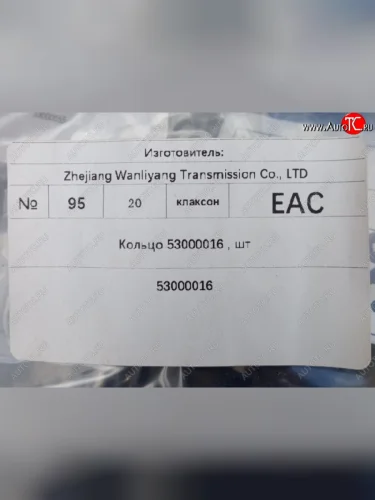 www.AutoTC.ru
Изготовитель:
Zhejiang Wanliyang Transmission Co., LTD
№ 95 20 клаксон EAC
Кольцо 53000016 , шт
53000016